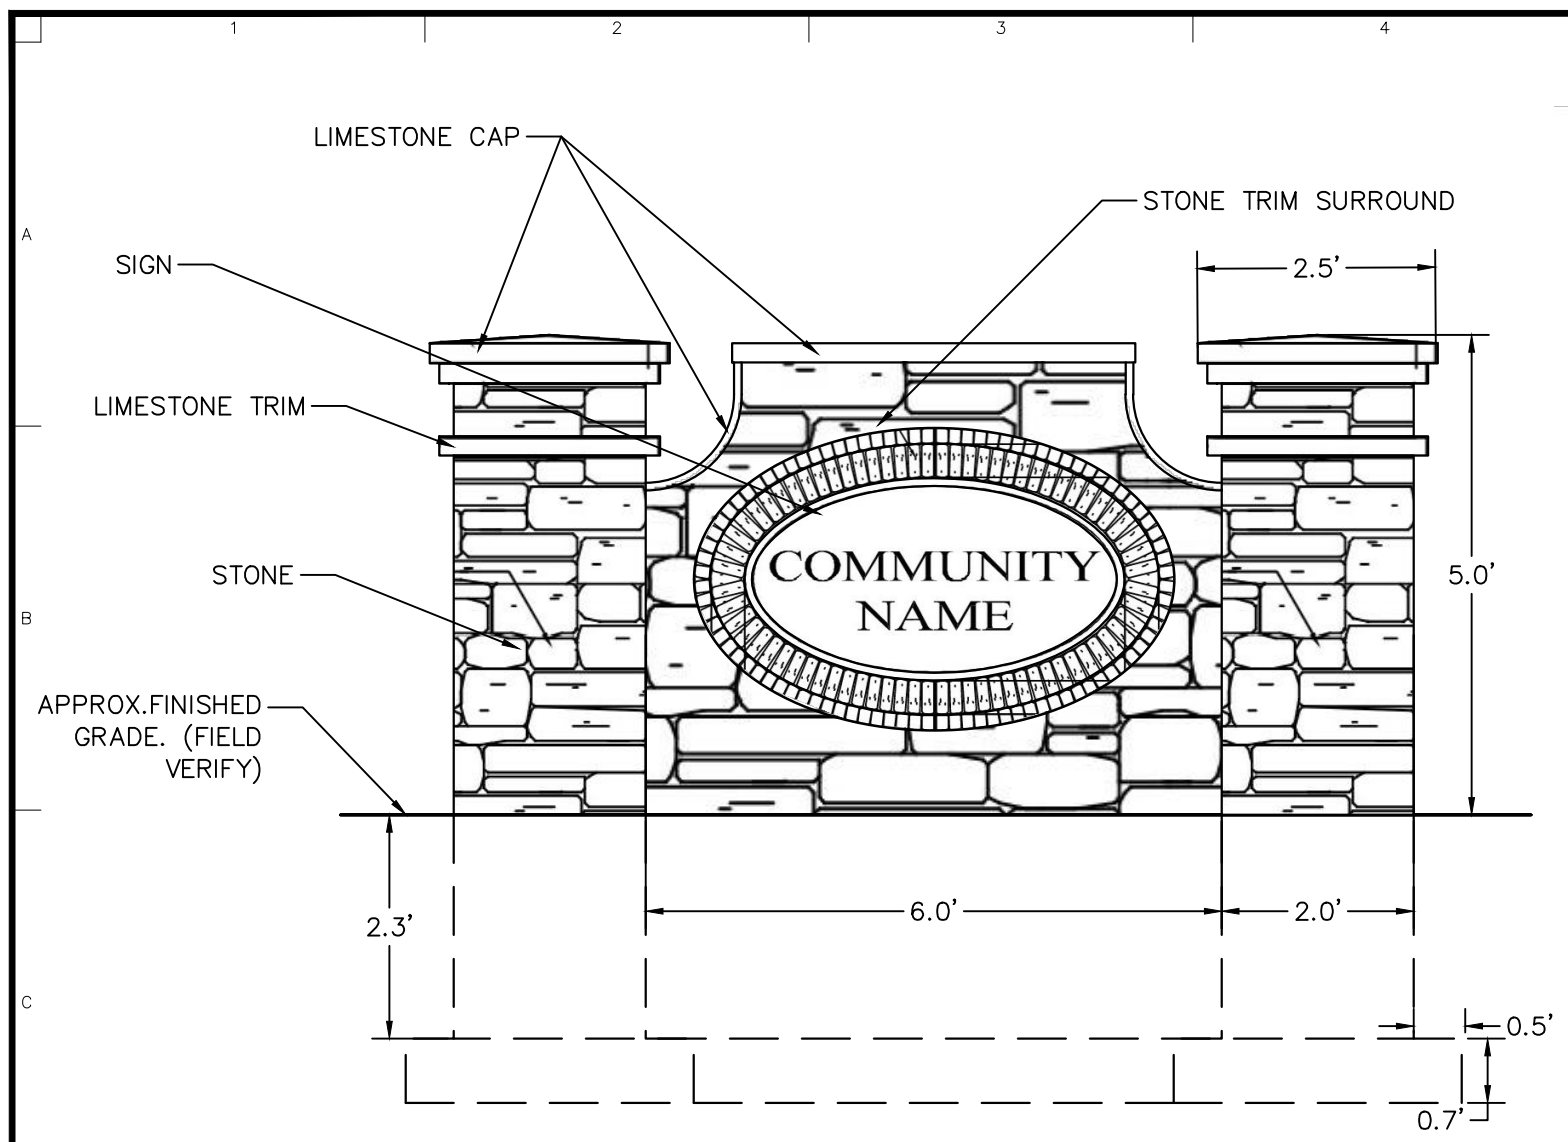 1
2
3
4
LIMESTONE CAP
STONE TRIM SURROUND
A
SIGN
2.5'
LIMESTONE TRIM
COMMUNITY
NAME
STONE
5.0'
B
APPROX.FINISHED
GRADE. (FIELD
VERIFY)
2.3'
6.0'
2.0'
C
0.5'
0.7'